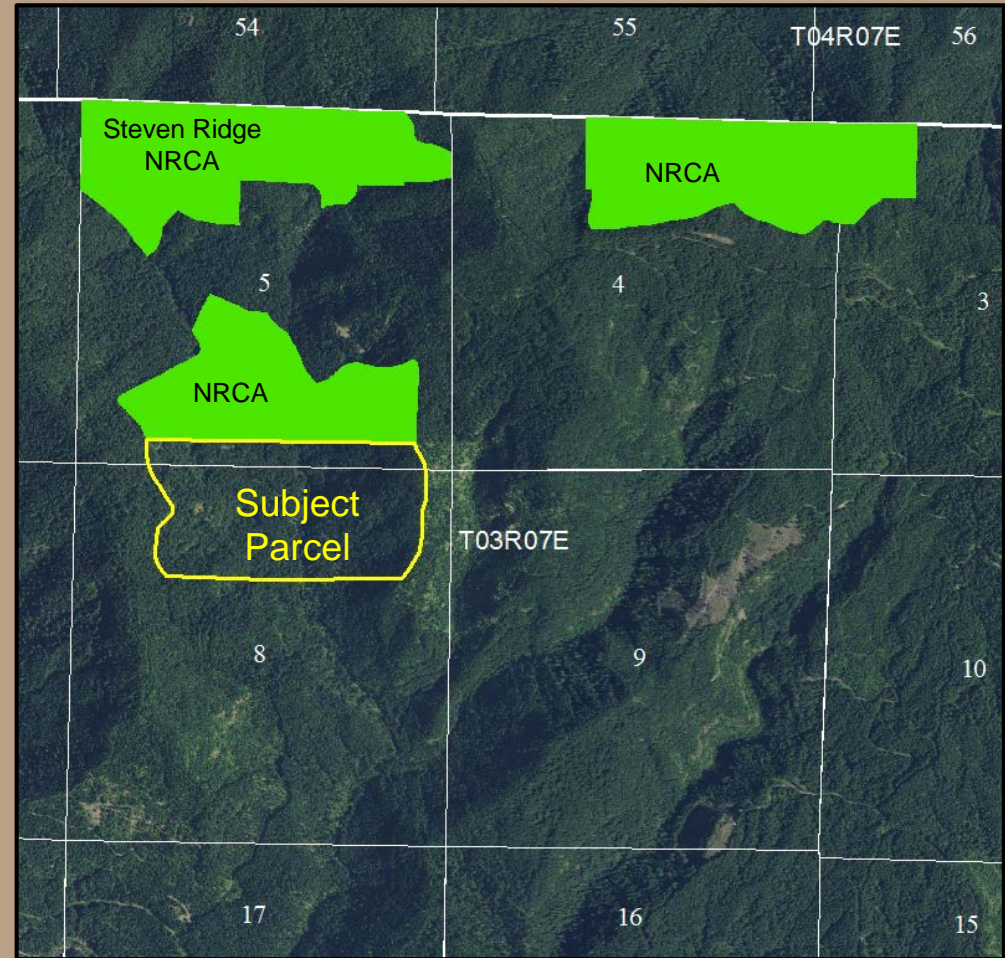 54
55
T04R07E
56
Steven Ridge
NRCA
NRCA
5
4
3
NRCA
Subject
Parcel
T03R07E
8
9
10
17
16
15